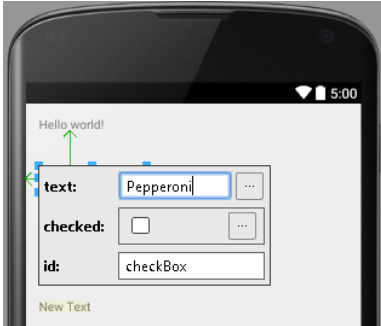 5:00
Hello world!
text: Pepperoni ...
checked: ...
id: checkBox
New Text